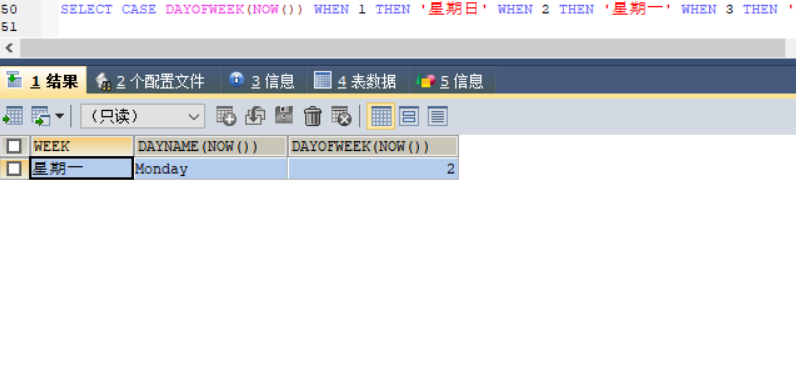 50 SELECT CASE DAYOFWEEK(NOW()) WHEN 1 THEN '星期日' WHEN 2 THEN '星期一' WHEN 3 THEN '
51
1 结果 2 个配置文件 3 信息 4 表数据 5 信息
（只读）
WEEK DAYNAME(NOW()) DAYOFWEEK(NOW())
星期一 Monday 2